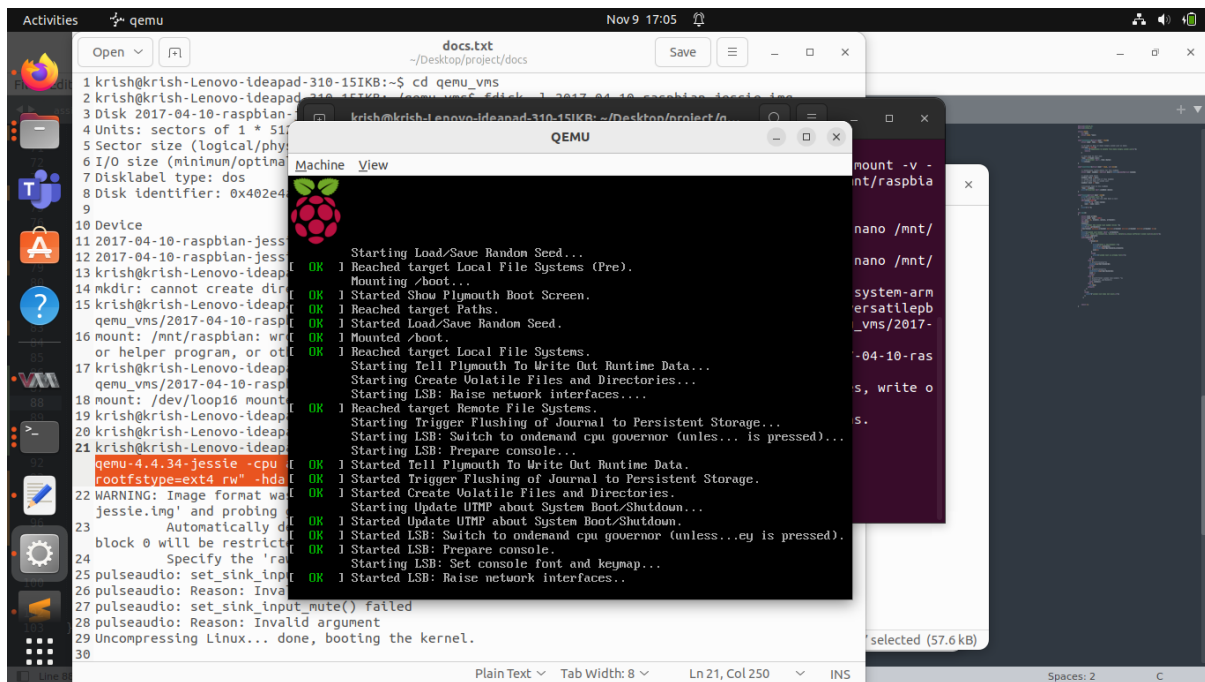 Activities
qemu
Nov 9 17:05
Open
docs.txt
~/Desktop/project/docs
Save
1 krish@krish-Lenovo-ideapad-310-15IKB:~$ cd qemu_vms
2 krish@krish-Lenovo-ideapad-310-15IKB:~/qemu_vms$ fdisk -l 2017-04-10-raspbian-jessie.img
3 Disk 2017-04-10-raspbian-
4 Units: sectors of 1 * 512
5 Sector size (logical/phys
6 I/O size (minimum/optima
7 Disklabel type: dos
8 Disk identifier: 0x402e4
9
10 Device
11 2017-04-10-raspbian-jess
12 2017-04-10-raspbian-jess
13 krish@krish-Lenovo-ideap
14 mkdir: cannot create dir
15 krish@krish-Lenovo-ideap
qemu_vms/2017-04-10-rasp
16 mount: /mnt/raspbian: wr
or helper program, or ot
17 krish@krish-Lenovo-ideap
qemu_vms/2017-04-10-rasp
18 mount: /dev/loop16 mount
19 krish@krish-Lenovo-ideap
20 krish@krish-Lenovo-ideap
21 krish@krish-Lenovo-ideap
qemu-4.4.34-jessie -cpu
rootfstype=ext4 rw" -hda
22 WARNING: Image format was
jessie.img' and probing
23 Automatically d
block 0 will be restrict
24 Specify the 'ra
25 pulseaudio: set_sink_inp
26 pulseaudio: Reason: Inva
27 pulseaudio: set_sink_input_mute() failed
28 pulseaudio: Reason: Invalid argument
29 Uncompressing Linux... done, booting the kernel.
30
Plain Text
Tab Width: 8
Ln 21, Col 250
INS
krish@krish-Lenovo-ideapad-310-15IKB: ~/Desktop/project/q...
mount -v -
nt/raspbia
nano /mnt/
nano /mnt/
system-arm
ersatilepb
_vms/2017-
-04-10-ras
s, write o
s.
QEMU
Machine View
Starting Load/Save Random Seed...
[ OK ] Reached target Local File Systems (Pre).
Mounting /boot...
[ OK ] Started Show Plymouth Boot Screen.
[ OK ] Reached target Paths.
[ OK ] Started Load/Save Random Seed.
[ OK ] Mounted /boot.
[ OK ] Reached target Local File Systems.
Starting Tell Plymouth To Write Out Runtime Data...
Starting Create Volatile Files and Directories...
Starting LSB: Raise network interfaces....
[ OK ] Reached target Remote File Systems.
Starting Trigger Flushing of Journal to Persistent Storage...
Starting LSB: Switch to ondemand cpu governor (unles... is pressed)...
Starting LSB: Prepare console...
[ OK ] Started Tell Plymouth To Write Out Runtime Data.
[ OK ] Started Trigger Flushing of Journal to Persistent Storage.
[ OK ] Started Create Volatile Files and Directories.
Starting Update UTMP about System Boot/Shutdown...
[ OK ] Started Update UTMP about System Boot/Shutdown.
[ OK ] Started LSB: Switch to ondemand cpu governor (unless...ey is pressed).
[ OK ] Started LSB: Prepare console.
Starting LSB: Set console font and keymap...
[ OK ] Started LSB: Raise network interfaces..
selected (57.6 kB)
Spaces: 2
C